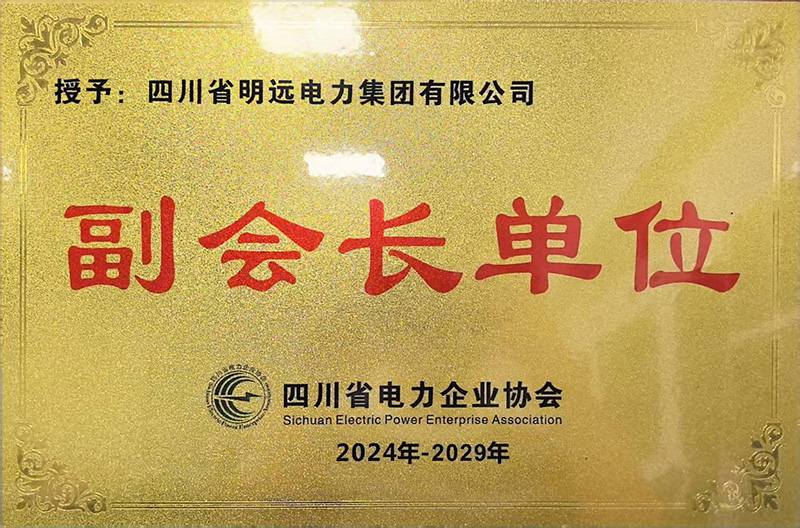 授予：四川省明远电力集团有限公司
副会长单位
四川省电力企业协会
Sichuan Electric Power Enterprise Association
2024年-2029年